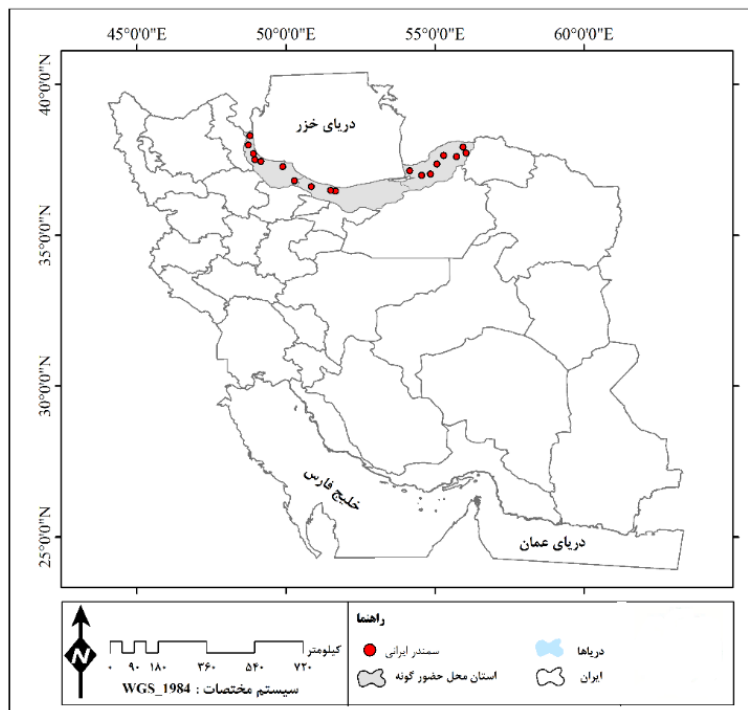 45°0'0"E 50°0'0"E 55°0'0"E 60°0'0"E
40°0'0"N
دریای خزر
35°0'0"N
30°0'0"N
خلیج فارس
25°0'0"N
دریای عمان
راهنما
سمندر ایرانی
دریاها
استان محل حضور گونه
ایران
N
کیلومتر
۰ ۹۰ ۱۸۰ ۳۶۰ ۵۴۰ ۷۲۰
سیستم مختصات : WGS_1984